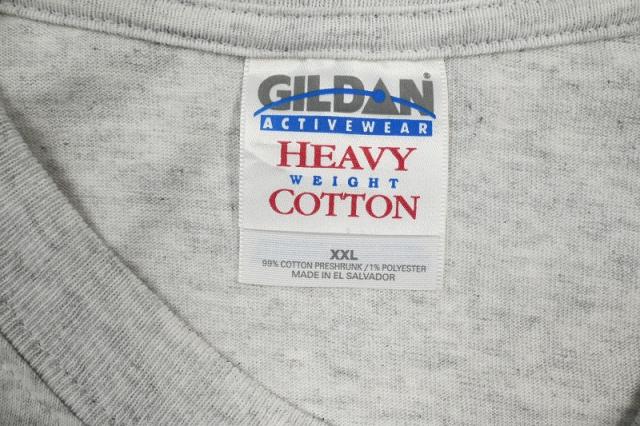 GILDAN®
ACTIVEWEAR
HEAVY
WEIGHT
COTTON
XXL
99% COTTON PRESHRUNK / 1% POLYESTER
MADE IN EL SALVADOR